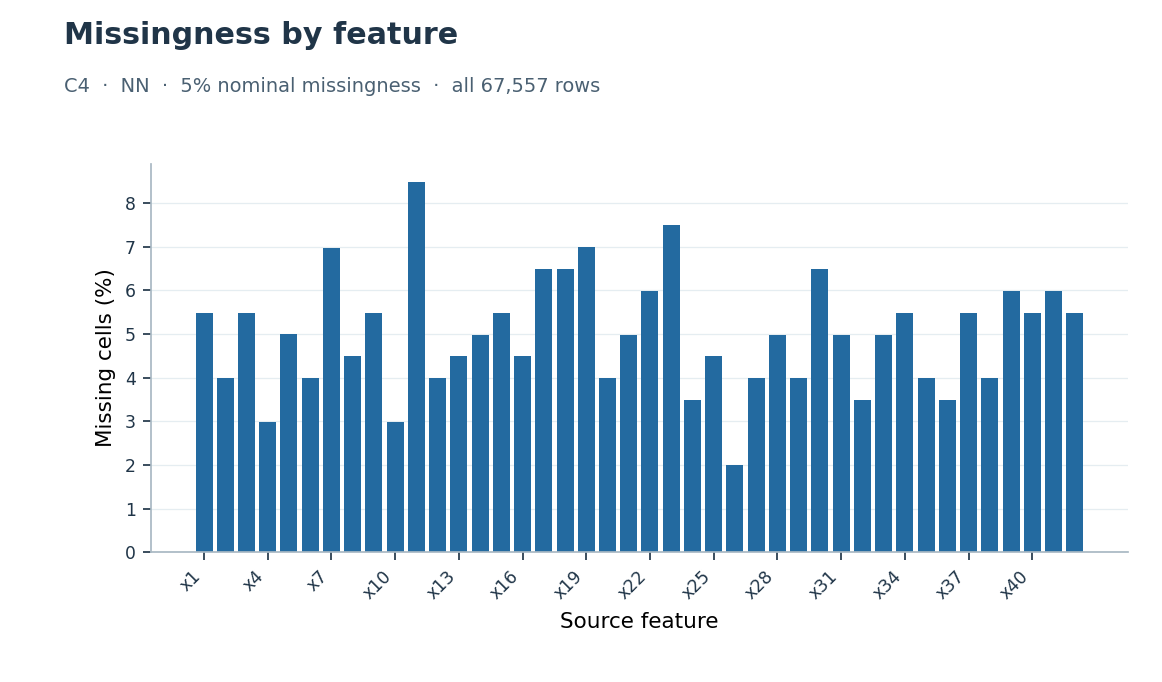 Missingness by feature
C4 · NN · 5% nominal missingness · all 67,557 rows
8
7
6
5
4
3
2
1
0
Missing cells (%)
x1 x4 x7 x10 x13 x16 x19 x22 x25 x28 x31 x34 x37 x40
Source feature